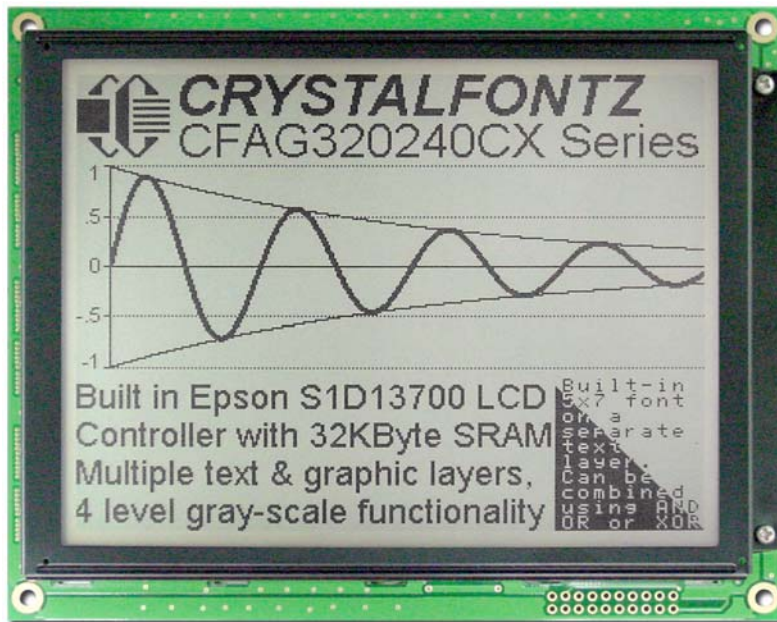 CRYSTALFONTZ
CFAG320240CX Series
1
.5
0
-.5
-1
Built in Epson S1D13700 LCD
Controller with 32KByte SRAM
Multiple text & graphic layers,
4 level gray-scale functionality
Built-in
5x7 font
on a
separate
text
layer.
Can be
combined
using AND
OR or XOR